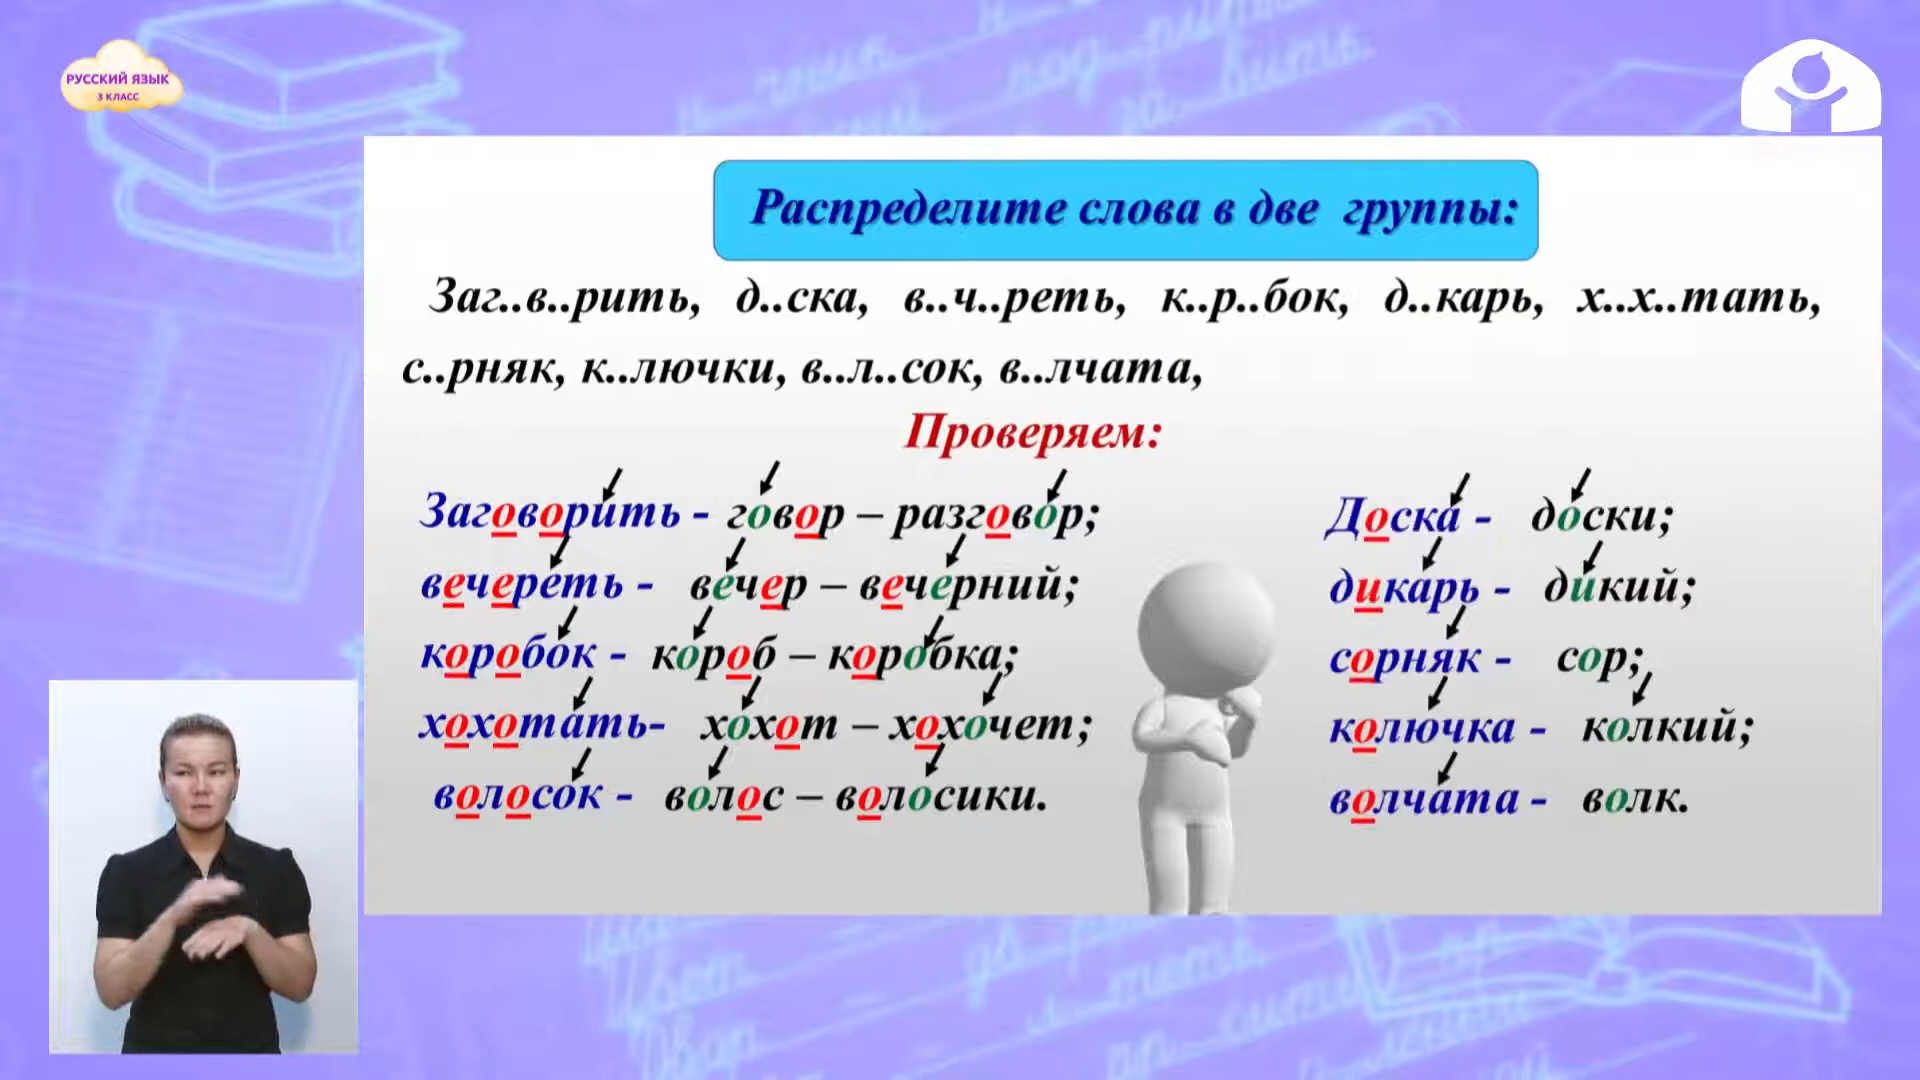 РУССКИЙ ЯЗЫК
3 КЛАСС
Распределите слова в две группы:
Заг..в..рить, д..ска, в..ч..реть, к..р..бок, д..карь, х..х..тать,
с..рняк, к..лючки, в..л..сок, в..лчата,
Проверяем:
Заговорить - говор – разговор;
вечереть - вечер – вечерний;
коробок - короб – коробка;
хохотать- хохот – хохочет;
волосок - волос – волосики.
Доска - доски;
дикарь - дикий;
сорняк - сор;
колючка - колкий;
волчата - волк.